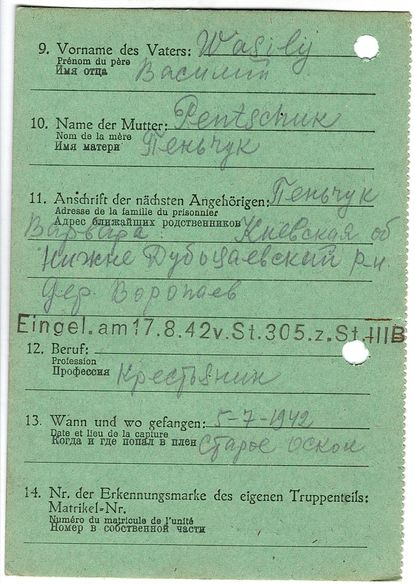 9. Vorname des Vaters: Wasilÿ
Prénom du père
Имя отца Василий
10. Name der Mutter: Pentschuk
Nom de la mère
Имя матери Пеньчук
11. Anschrift der nächsten Angehörigen: Пеньчук
Adresse de la famille du prisonnier
Адрес ближайших родственников
Варвара Киевская об
Нижне р-н
дер. Воропаев
Eingel. am 17.8.42 v. St. 305. z. St. IIIB
12. Beruf:
Profession
Профессия Крестьянин
13. Wann und wo gefangen: 5-7-1942
Date et lieu de la capture
Когда и где попал в плен Старое оскол
14. Nr. der Erkennungsmarke des eigenen Truppenteils:
Matrikel-Nr.
Numéro du matricule de l'unité
Номер в собственной части